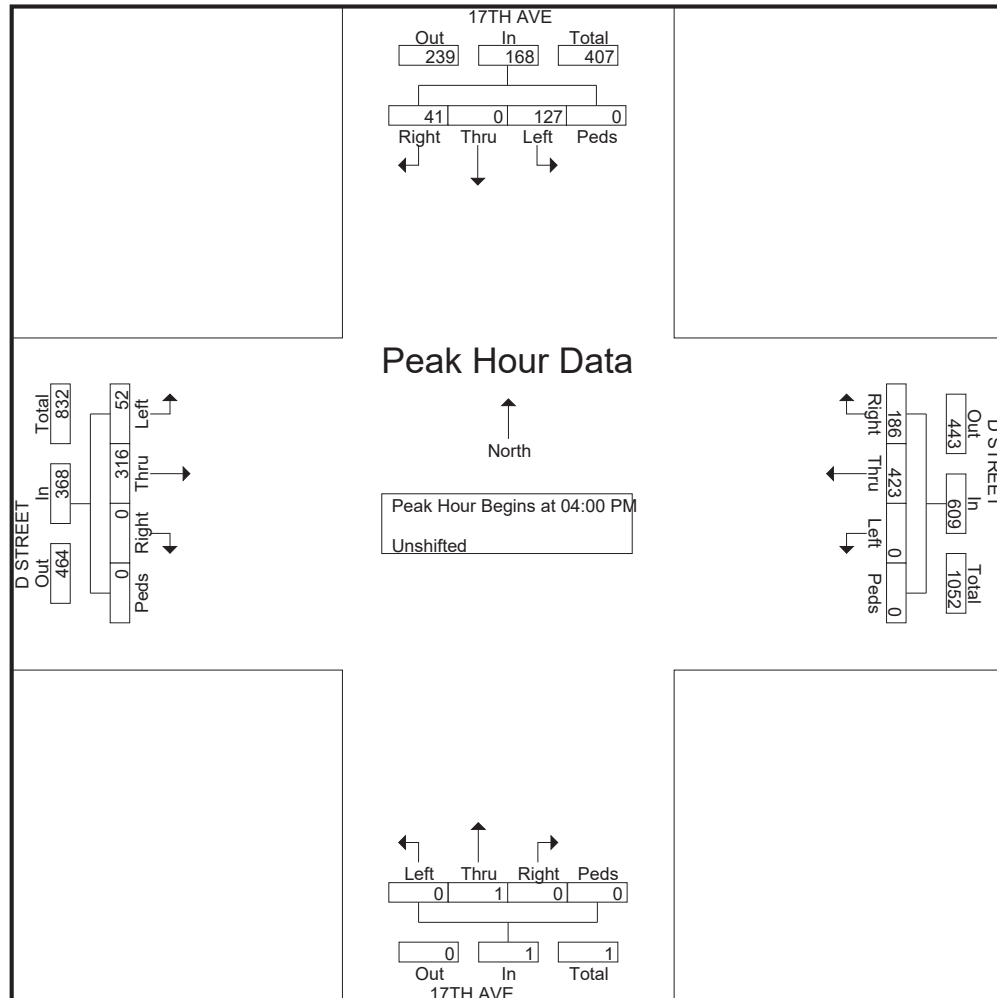 17TH AVE
Out In Total
239 168 407
41 0 127 0
Right Thru Left Peds
Peak Hour Data
North
Peak Hour Begins at 04:00 PM
Unshifted
D STREET
Out In Total
464 368 832
52 316 0 0
Left Thru Right Peds
D STREET
Out In Total
443 609 1052
186 423 0 0
Right Thru Left Peds
Left Thru Right Peds
0 1 0 0
0 1 1
Out In Total
17TH AVE